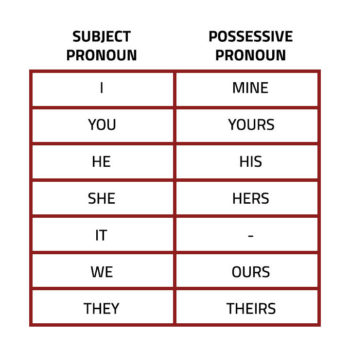 SUBJECT POSSESSIVE
PRONOUN PRONOUN
I MINE
YOU YOURS
HE HIS
SHE HERS
IT -
WE OURS
THEY THEIRS